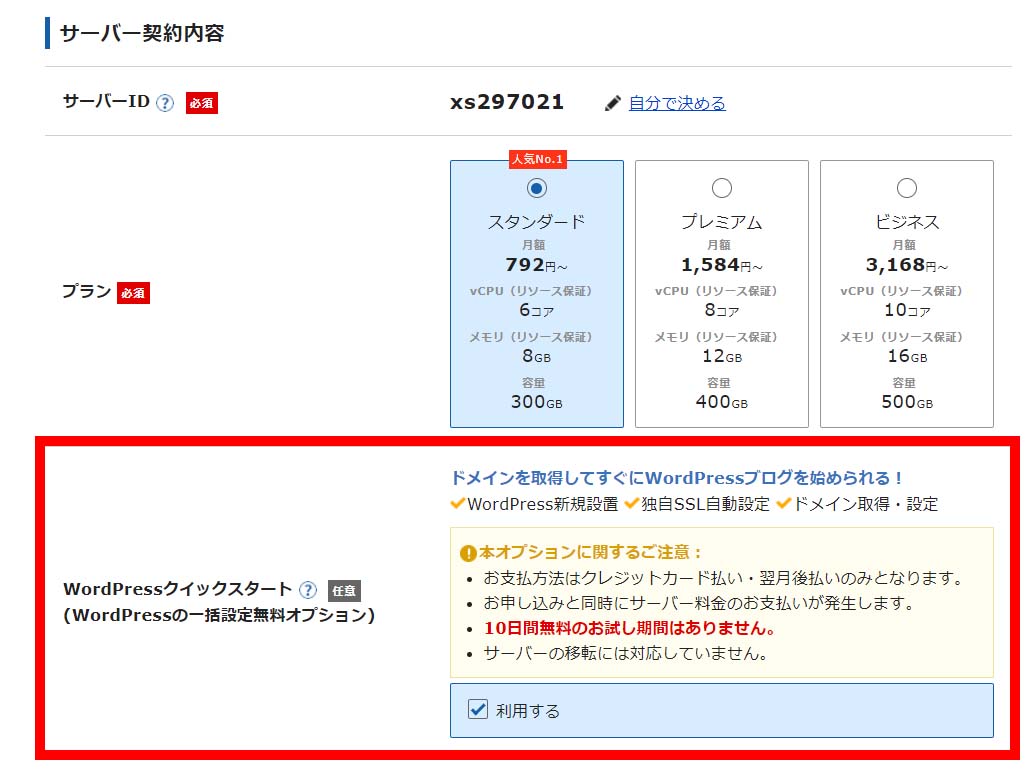 サーバー契約内容
サーバーID ? 必須
xs297021 自分で決める
プラン 必須
人気No.1
スタンダード
月額
792円～
vCPU（リソース保証）
6コア
メモリ（リソース保証）
8GB
容量
300GB
プレミアム
月額
1,584円～
vCPU（リソース保証）
8コア
メモリ（リソース保証）
12GB
容量
400GB
ビジネス
月額
3,168円～
vCPU（リソース保証）
10コア
メモリ（リソース保証）
16GB
容量
500GB
WordPressクイックスタート ? 任意
(WordPressの一括設定無料オプション)
ドメインを取得してすぐにWordPressブログを始められる！
WordPress新規設置 独自SSL自動設定 ドメイン取得・設定
!本オプションに関するご注意：
• お支払方法はクレジットカード払い・翌月後払いのみとなります。
• お申し込みと同時にサーバー料金のお支払いが発生します。
• 10日間無料のお試し期間はありません。
• サーバーの移転には対応していません。
利用する